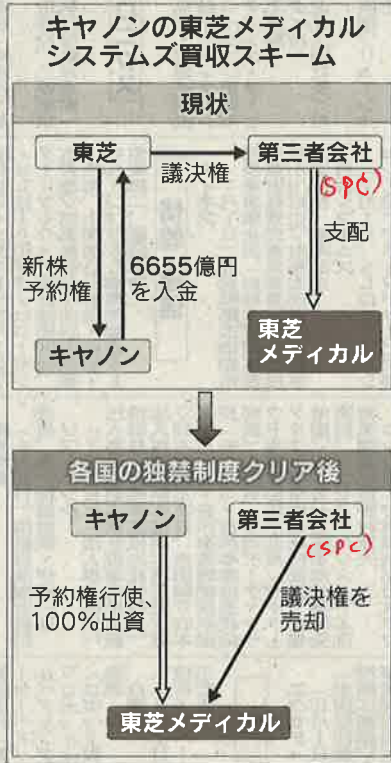 キヤノンの東芝メディカル
システムズ買収スキーム
現状
東芝
議決権
第三者会社
(SPC)
支配
新株
予約権
6655億円
を入金
キヤノン
東芝
メディカル
各国の独禁制度クリア後
キヤノン
第三者会社
(SPC)
予約権行使、
100%出資
議決権を
売却
東芝メディカル